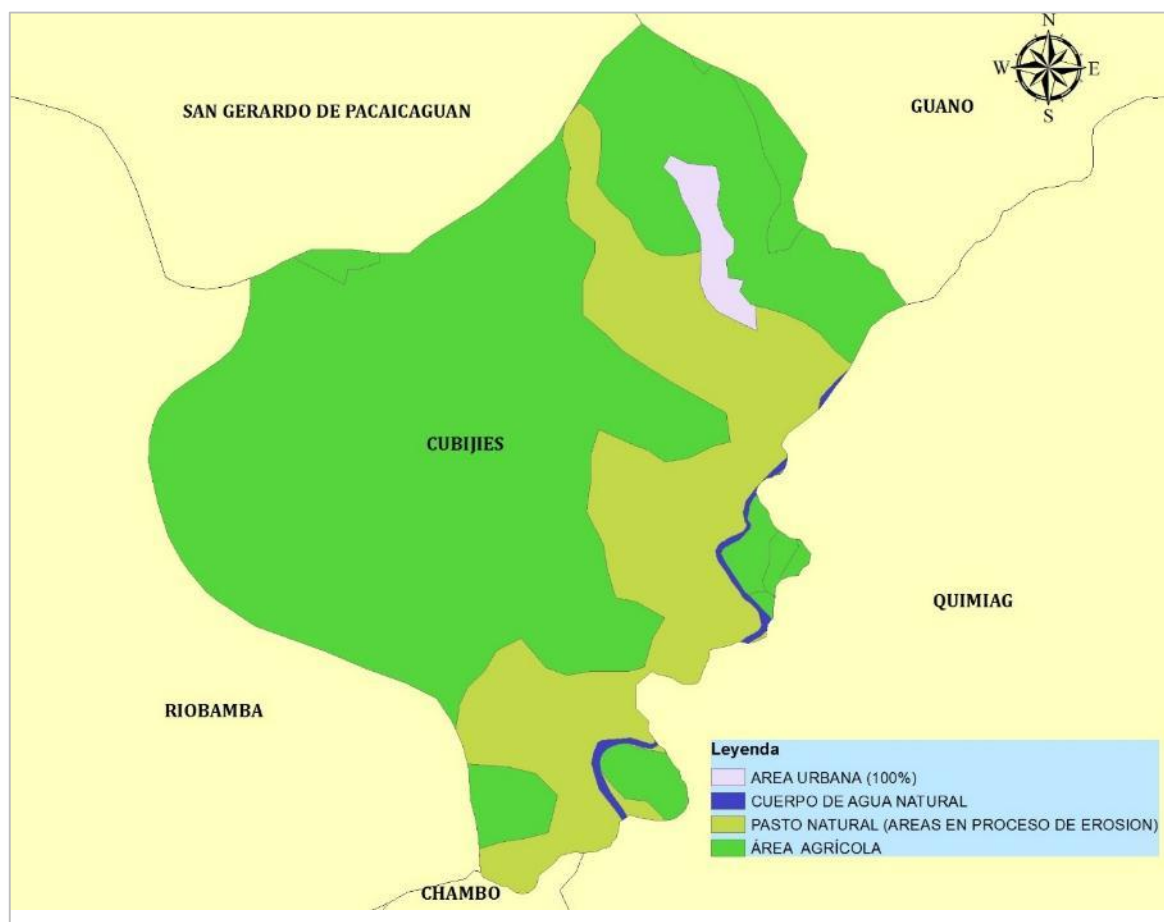 N
W E
S
SAN GERARDO DE PACAICAGUAN
GUANO
CUBIJIES
QUIMIAG
RIOBAMBA
CHAMBO
Leyenda
AREA URBANA (100%)
CUERPO DE AGUA NATURAL
PASTO NATURAL (AREAS EN PROCESO DE EROSION)
ÁREA AGRÍCOLA